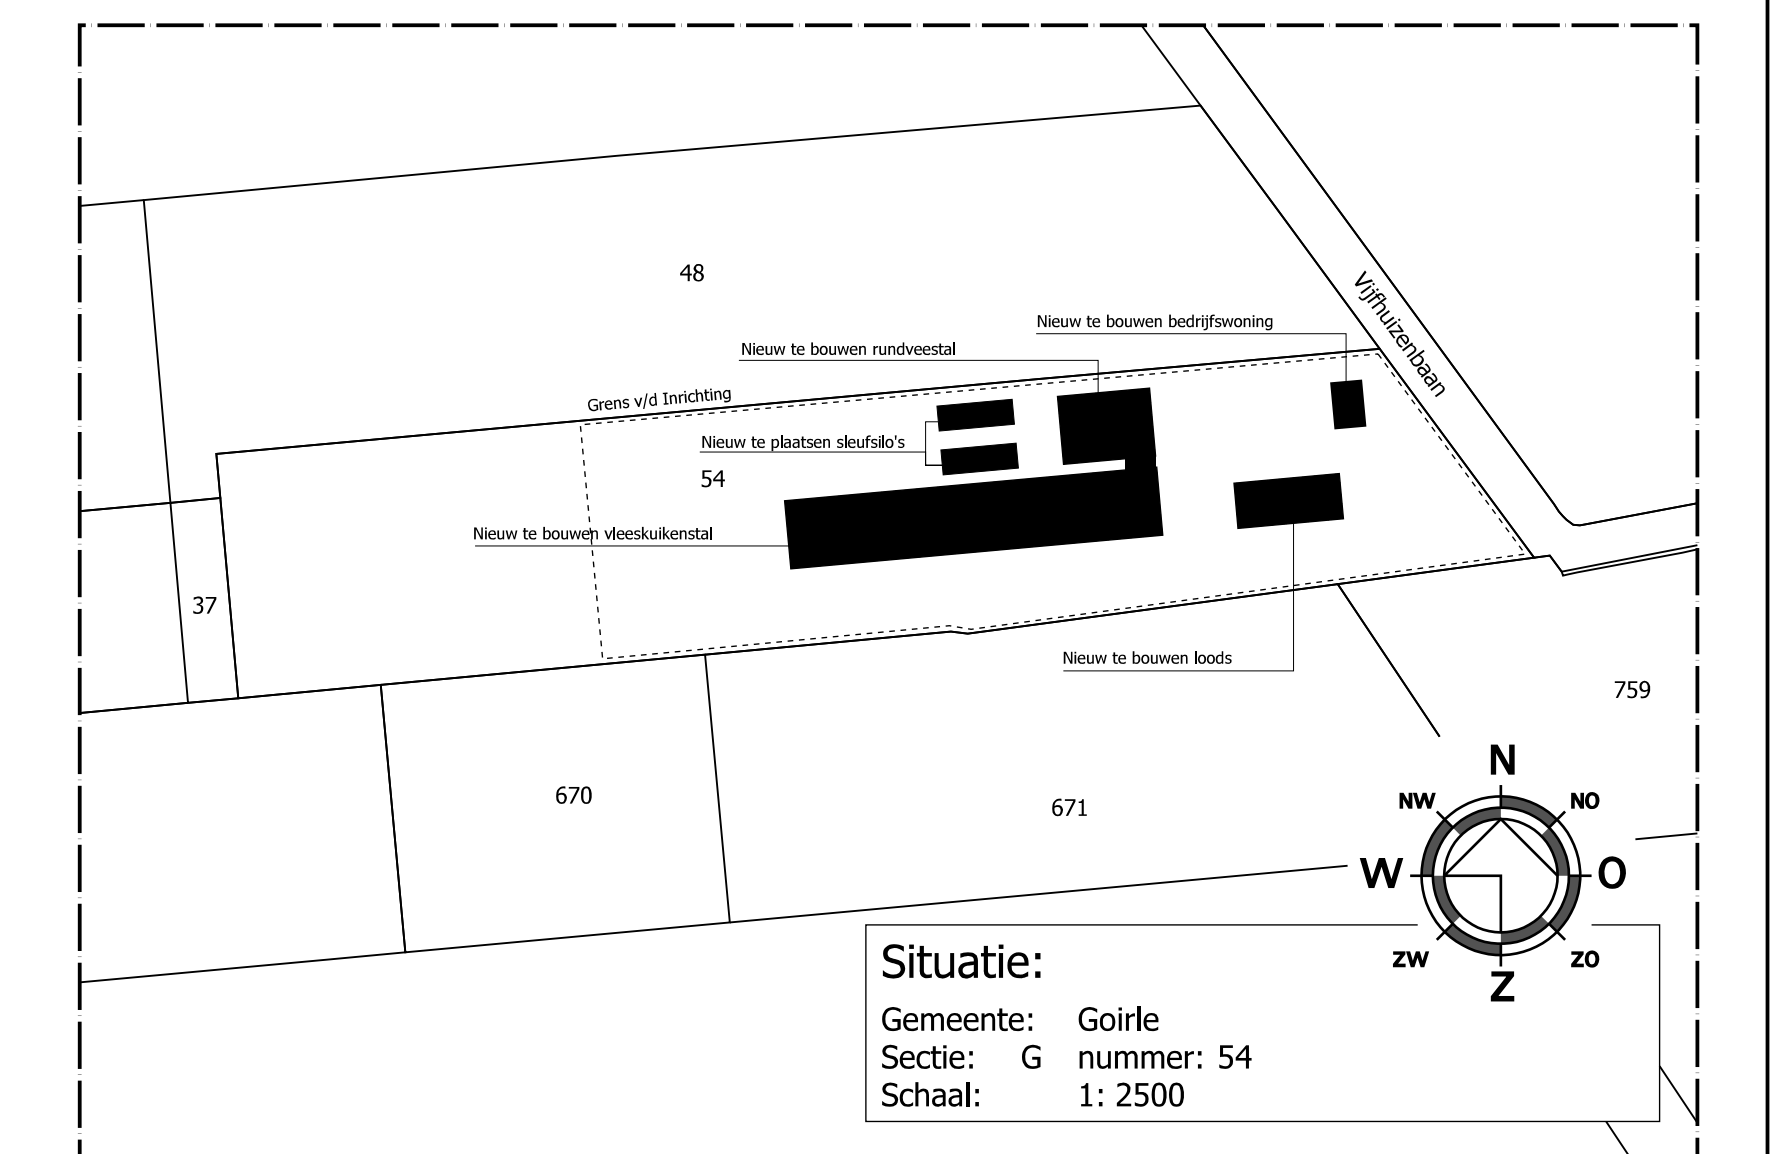 48
Vijfhuizenbaan
Nieuw te bouwen bedrijfswoning
Nieuw te bouwen rundveestal
Grens v/d Inrichting
Nieuw te plaatsen sleufsilo's
54
Nieuw te bouwen vleeskuikenstal
37
Nieuw te bouwen loods
759
670
671
N
NW
NO
W
O
ZW
ZO
Z
Situatie:
Gemeente: Goirle
Sectie: G nummer: 54
Schaal: 1: 2500